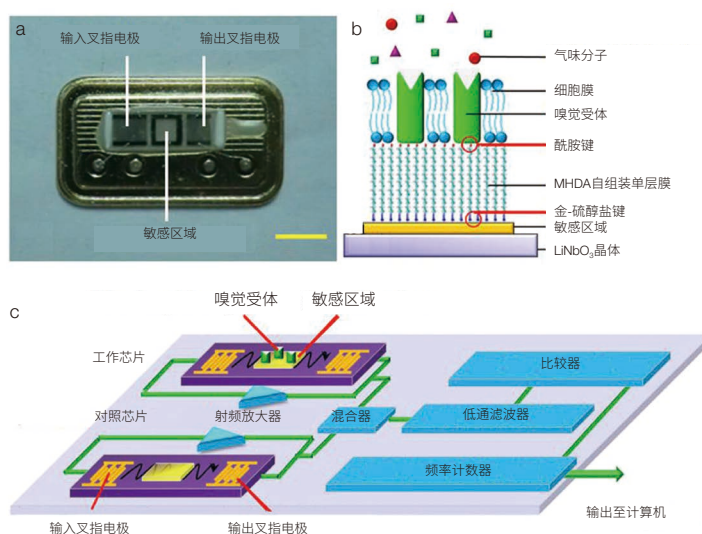 a
输入叉指电极
输出叉指电极
敏感区域
b
气味分子
细胞膜
嗅觉受体
酰胺键
MHDA自组装单层膜
金-硫醇盐键
敏感区域
LiNbO₃晶体
c
嗅觉受体
敏感区域
工作芯片
比较器
对照芯片
射频放大器
混合器
低通滤波器
频率计数器
输入叉指电极
输出叉指电极
输出至计算机